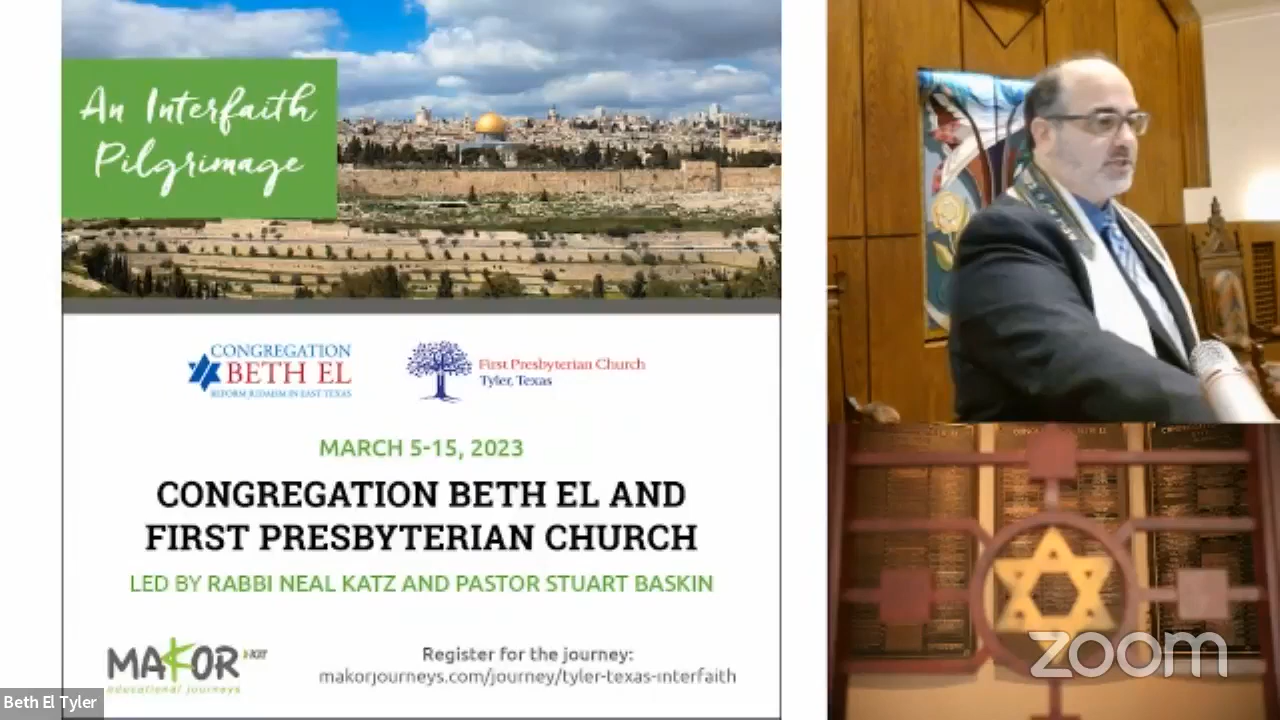 An Interfaith
Pilgrimage
CONGREGATION
BETH EL
REFORM JUDAISM IN EAST TEXAS
First Presbyterian Church
Tyler, Texas
MARCH 5-15, 2023
CONGREGATION BETH EL AND
FIRST PRESBYTERIAN CHURCH
LED BY RABBI NEAL KATZ AND PASTOR STUART BASKIN
MAKOR
educational journeys
Register for the journey:
makorjourneys.com/journey/tyler-texas-interfaith
Beth El Tyler
zoom